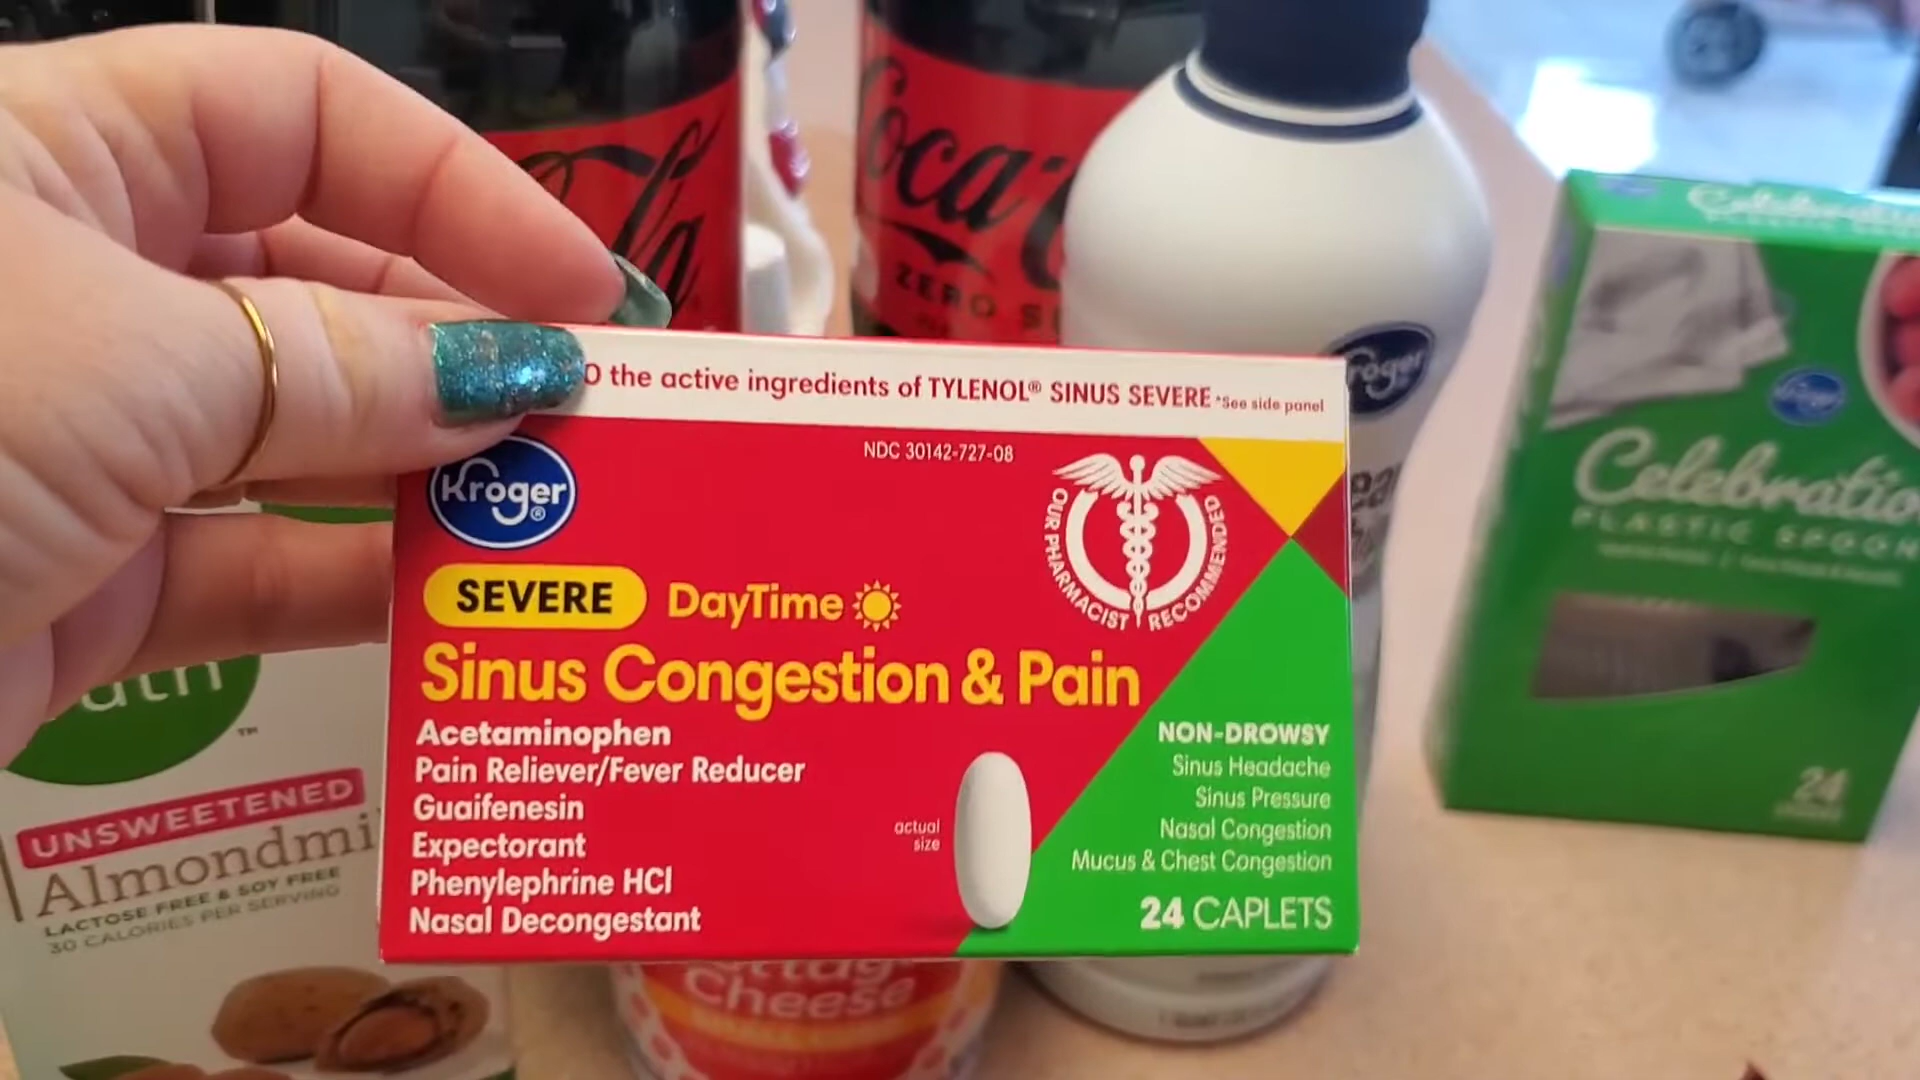 Coca-Cola
ZERO
Kroger
Celebratio
PLASTIC SPOON
24
O the active ingredients of TYLENOL® SINUS SEVERE *See side panel
NDC 30142-727-08
Kroger®
OUR PHARMACIST RECOMMENDED
SEVERE DayTime
Sinus Congestion & Pain
Acetaminophen
Pain Reliever/Fever Reducer
Guaifenesin
Expectorant
Phenylephrine HCl
Nasal Decongestant
actual
size
NON-DROWSY
Sinus Headache
Sinus Pressure
Nasal Congestion
Mucus & Chest Congestion
24 CAPLETS
UNSWEETENED
Almondmi
LACTOSE FREE & SOY FREE
30 CALORIES PER SERVING
Cheese